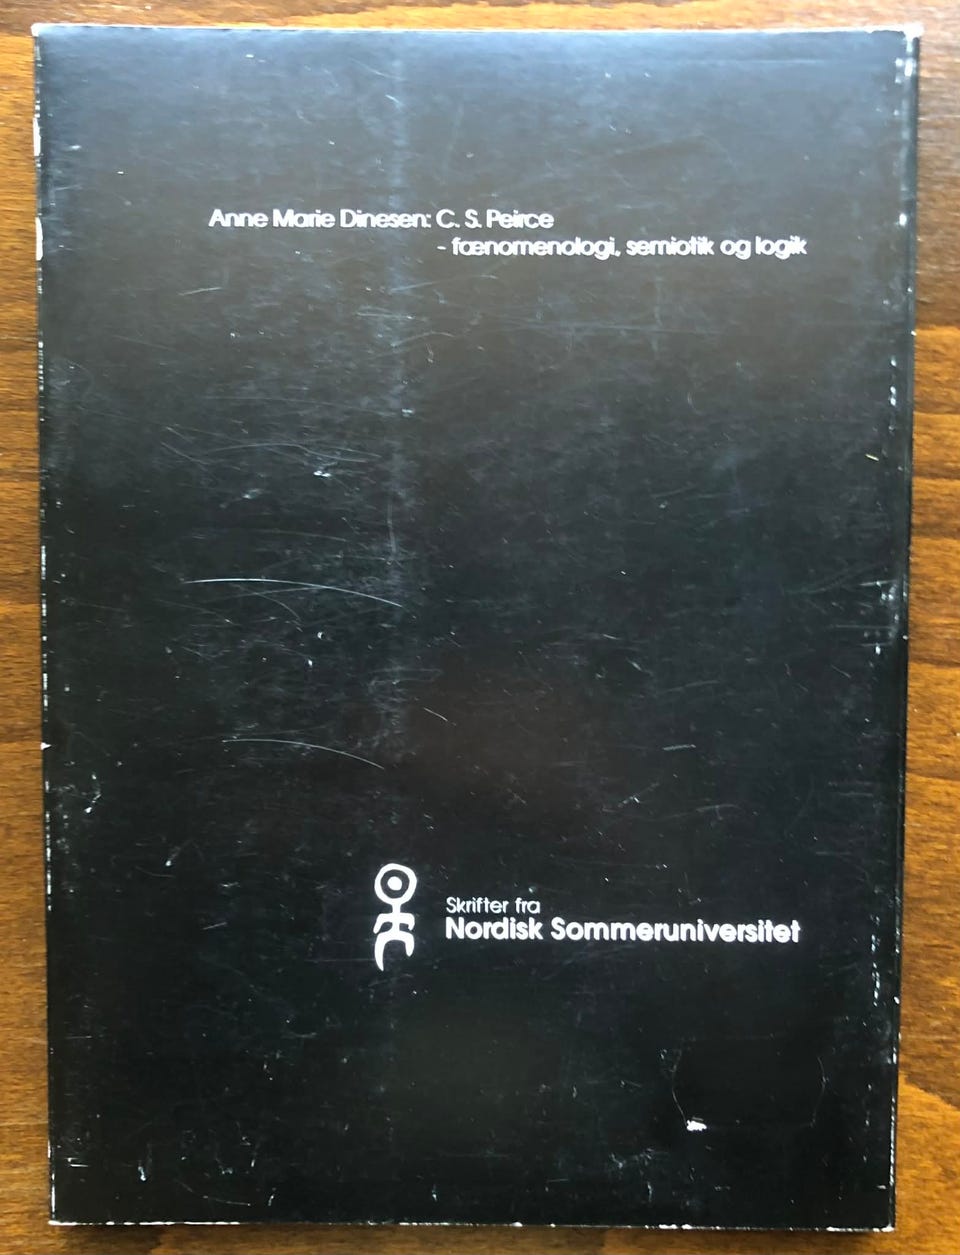 Anne Marie Dinesen: C. S. Peirce
- fænomenologi, semiotik og logik
Skrifter fra
Nordisk Sommeruniversitet